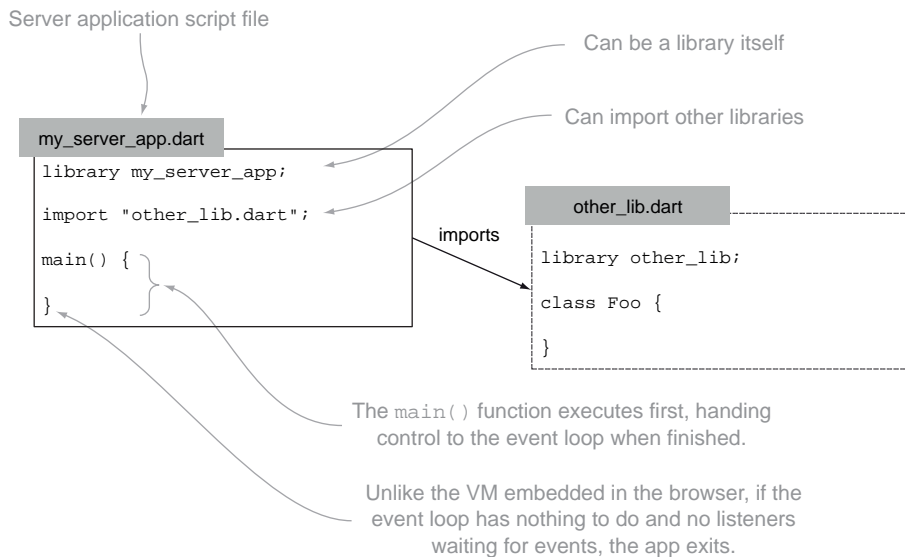 Server application script file
Can be a library itself
Can import other libraries
my_server_app.dart
library my_server_app;
import "other_lib.dart";
main() {
}
imports
other_lib.dart
library other_lib;
class Foo {
}
The main() function executes first, handing
control to the event loop when finished.
Unlike the VM embedded in the browser, if the
event loop has nothing to do and no listeners
waiting for events, the app exits.